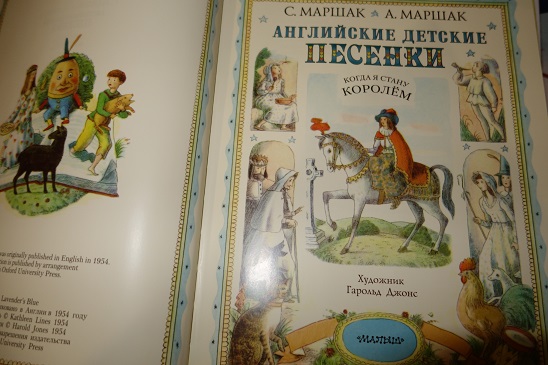 was originally published in English in 1954.
is published by arrangement
Oxford University Press.
Lavender's Blue
в Англии в 1954 году
© Kathleen Lines 1954
© Harold Jones 1954
издательства
University Press
С. МАРШАК А. МАРШАК
АНГЛИЙСКИЕ ДЕТСКИЕ
ПЕСЕНКИ
КОГДА Я СТАНУ
КОРОЛЁМ
Художник
Гарольд Джонс
МАЛЫШ